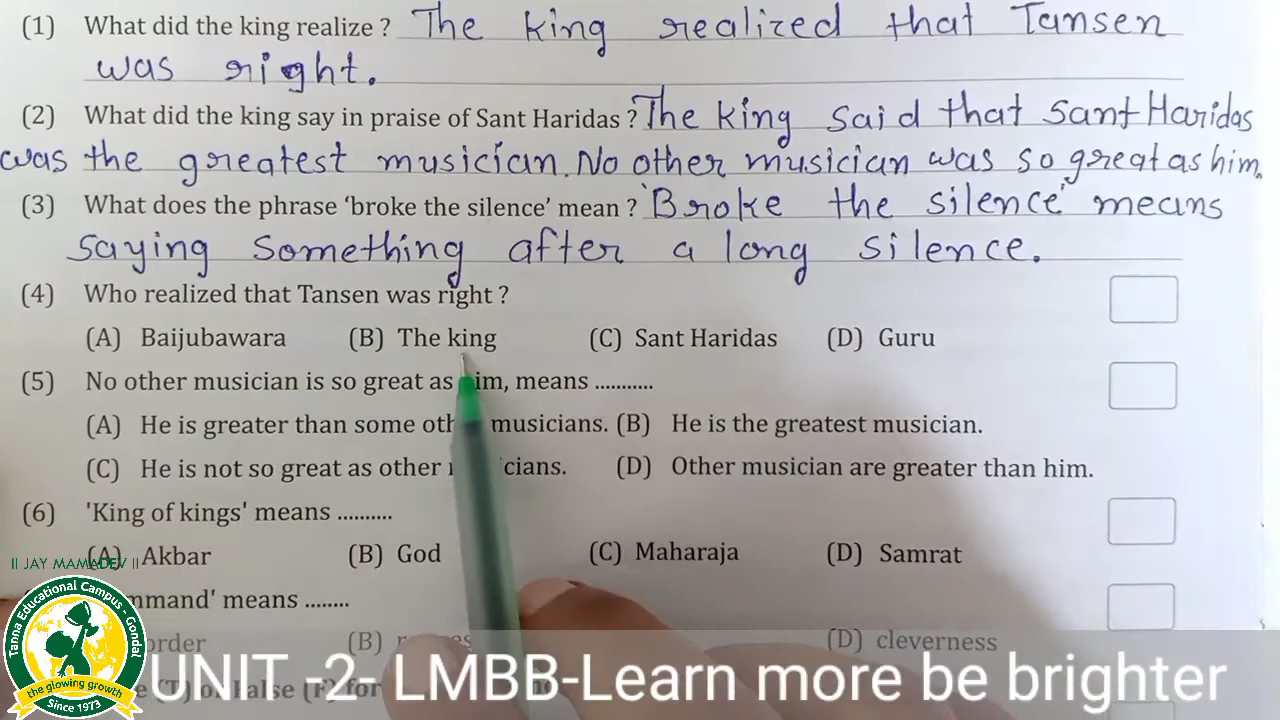 (1) What did the king realize ? The king realized that Tansen
was right.
(2) What did the king say in praise of Sant Haridas ? The king said that Sant Haridas
was the greatest musician. No other musician was so great as him.
(3) What does the phrase 'broke the silence' mean ? 'Broke the silence' means
saying something after a long silence.
(4) Who realized that Tansen was right ?
(A) Baijubawara (B) The king (C) Sant Haridas (D) Guru
(5) No other musician is so great as him, means ...........
(A) He is greater than some other musicians. (B) He is the greatest musician.
(C) He is not so great as other musicians. (D) Other musician are greater than him.
(6) 'King of kings' means ..........
(A) Akbar (B) God (C) Maharaja (D) Samrat
|| JAY MAMADEV ||
mmand' means ........
order (B) (D) cleverness
(T) or False (F) for
UNIT -2- LMBB-Learn more be brighter
Tanna Educational Campus - Gondal
the glowing growth
Since 1973